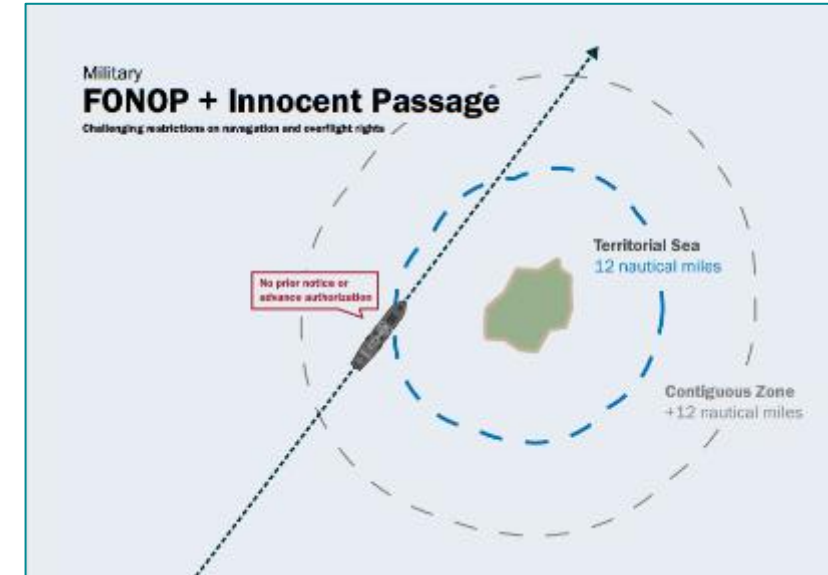 Military
FONOP + Innocent Passage
Challenging restrictions on navagation and overflight rights
Territorial Sea
12 nautical miles
No prior notice or
advance authorization
Contiguous Zone
+12 nautical miles